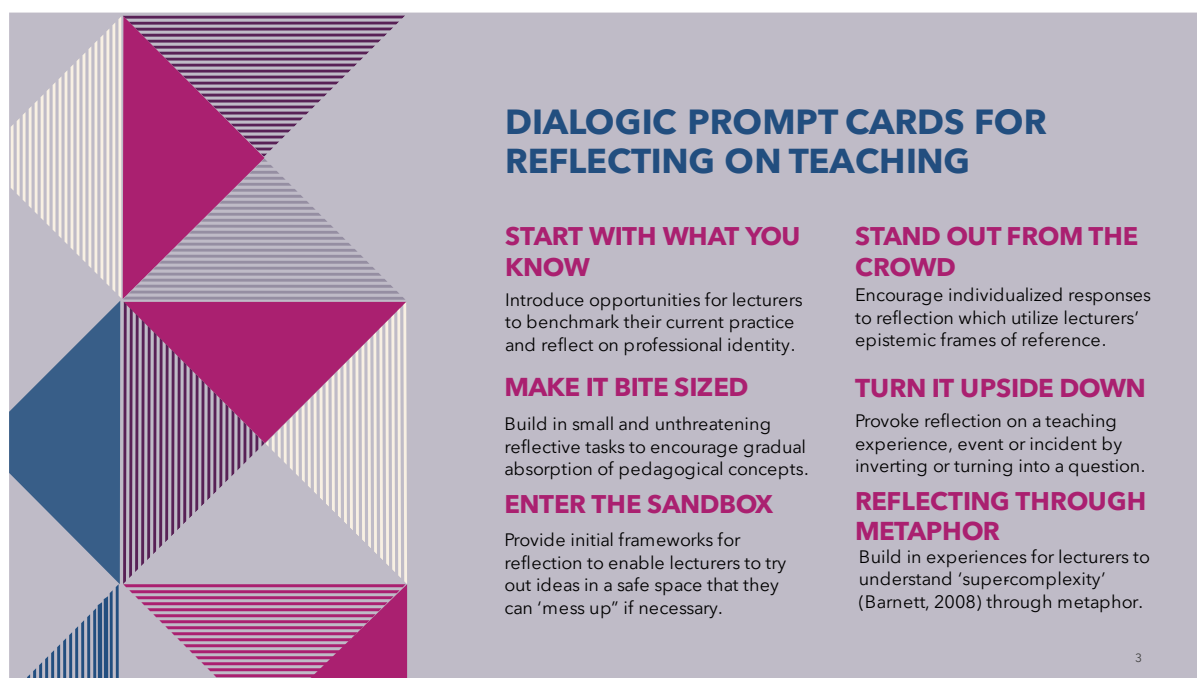 DIALOGIC PROMPT CARDS FOR
REFLECTING ON TEACHING
START WITH WHAT YOU
KNOW
Introduce opportunities for lecturers
to benchmark their current practice
and reflect on professional identity.
MAKE IT BITE SIZED
Build in small and unthreatening
reflective tasks to encourage gradual
absorption of pedagogical concepts.
ENTER THE SANDBOX
Provide initial frameworks for
reflection to enable lecturers to try
out ideas in a safe space that they
can ‘mess up” if necessary.
STAND OUT FROM THE
CROWD
Encourage individualized responses
to reflection which utilize lecturers’
epistemic frames of reference.
TURN IT UPSIDE DOWN
Provoke reflection on a teaching
experience, event or incident by
inverting or turning into a question.
REFLECTING THROUGH
METAPHOR
Build in experiences for lecturers to
understand ‘supercomplexity’
(Barnett, 2008) through metaphor.
3